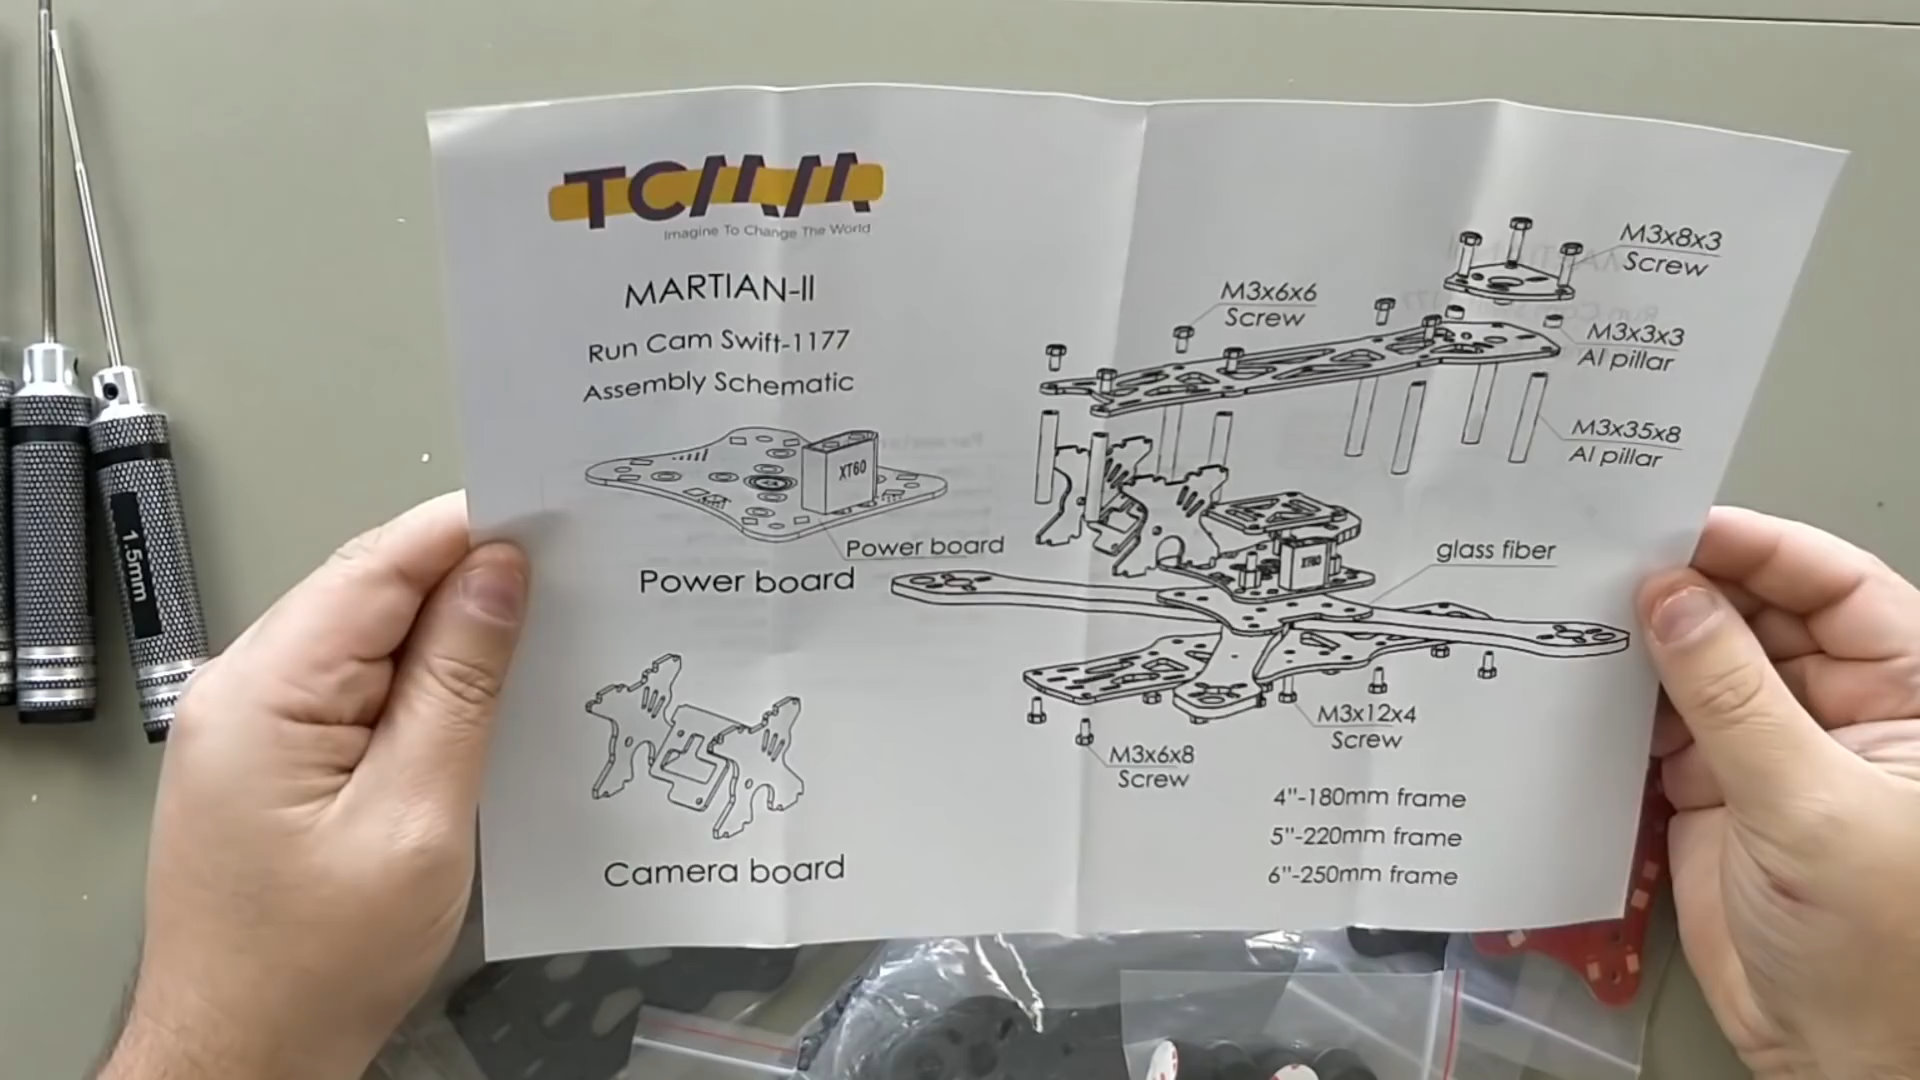 TCMM
Imagine To Change The World
MARTIAN-II
Run Cam Swift-1177
Assembly Schematic
XT60
Power board
Power board
Camera board
M3x8x3
Screw
M3x6x6
Screw
M3x3x3
Al pillar
M3x35x8
Al pillar
glass fiber
XT60
M3x12x4
Screw
M3x6x8
Screw
4"-180mm frame
5"-220mm frame
6"-250mm frame
1.5mm